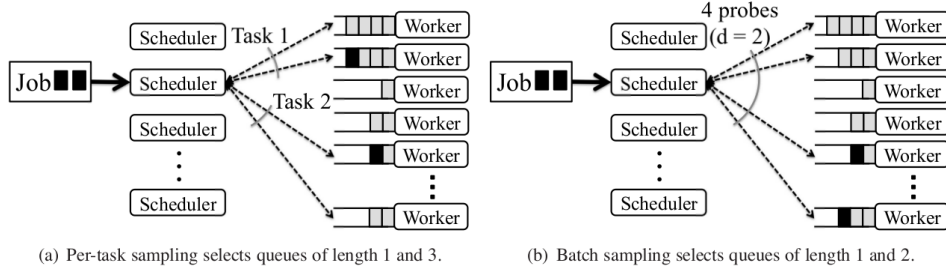 Job
Scheduler
Scheduler
Scheduler
Scheduler
Task 1
Task 2
Worker
Worker
Worker
Worker
Worker
Worker
(a) Per-task sampling selects queues of length 1 and 3.
Job
Scheduler
Scheduler
Scheduler
Scheduler
4 probes
(d = 2)
Worker
Worker
Worker
Worker
Worker
Worker
(b) Batch sampling selects queues of length 1 and 2.